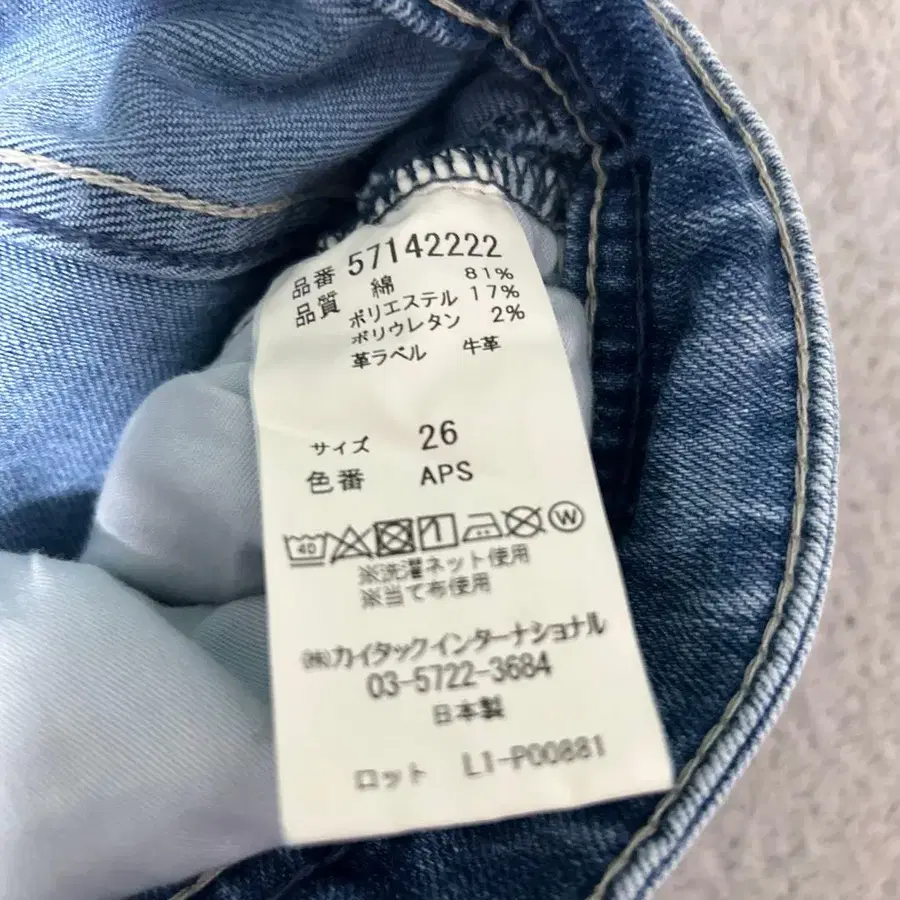 品番 57142222
品質 綿 81%
ポリエステル 17%
ポリウレタン 2%
革ラベル 牛革
サイズ 26
色番 APS
40 W
※洗濯ネット使用
※当て布使用
㈱カイタックインターナショナル
03-5722-3684
日本製
ロット L1-P00881